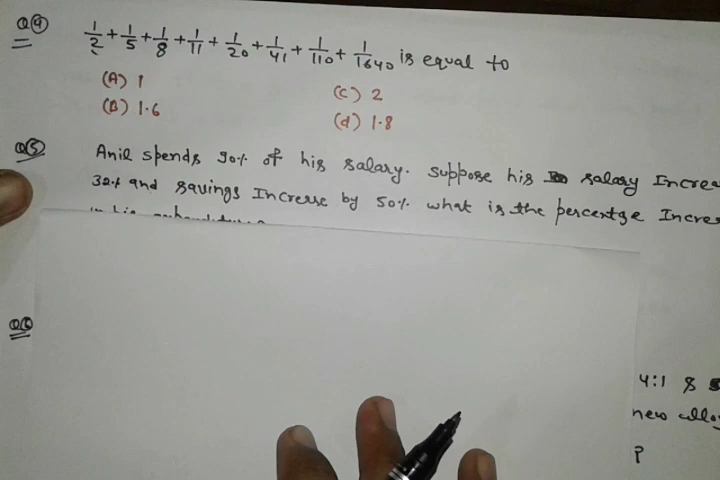 Q④ 1/2 + 1/5 + 1/8 + 1/11 + 1/20 + 1/41 + 1/110 + 1/1640 is equal to
(A) 1 (C) 2
(B) 1.6 (d) 1.8
Q⑤ Anil spends 90% of his salary. Suppose his salary Increa
32% and savings Increase by 50% what is the percentge Incre
Q⑥
4:1 &
new alloy
?